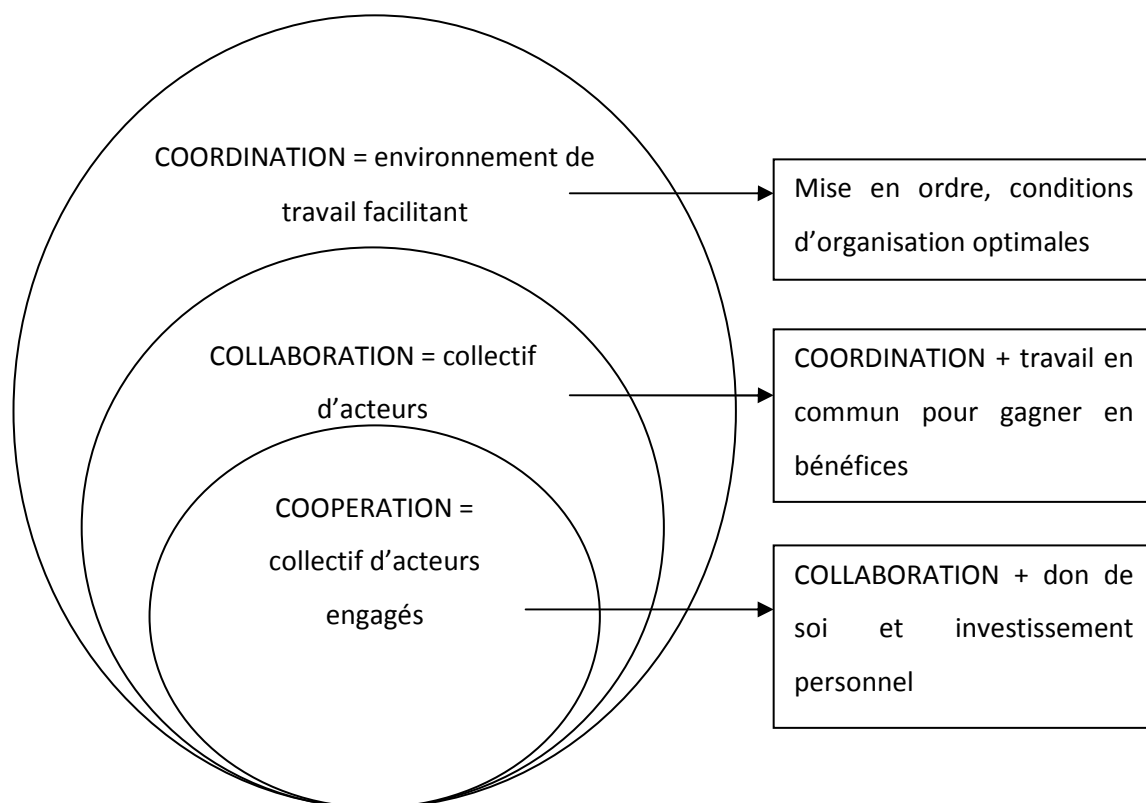 COORDINATION = environnement de
travail facilitant
Mise en ordre, conditions
d’organisation optimales
COLLABORATION = collectif
d’acteurs
COORDINATION + travail en
commun pour gagner en
bénéfices
COOPERATION =
collectif d’acteurs
engagés
COLLABORATION + don de
soi et investissement
personnel